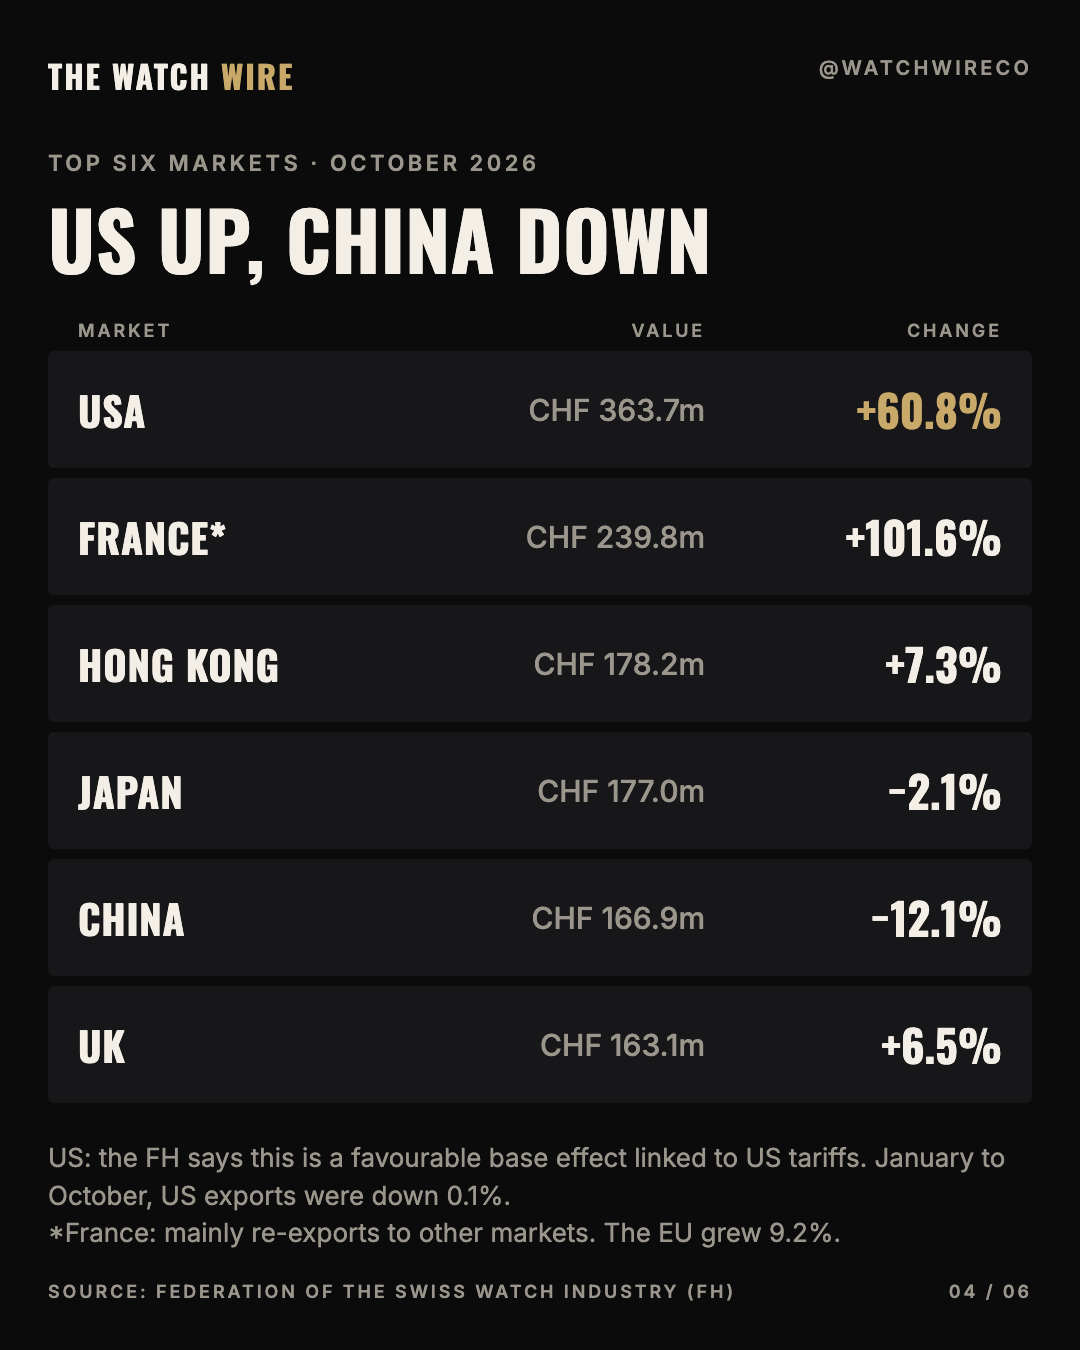 THE WATCH WIRE
@WATCHWIRECO
TOP SIX MARKETS · OCTOBER 2026
US UP, CHINA DOWN
MARKET VALUE CHANGE
USA CHF 363.7m +60.8%
FRANCE* CHF 239.8m +101.6%
HONG KONG CHF 178.2m +7.3%
JAPAN CHF 177.0m −2.1%
CHINA CHF 166.9m −12.1%
UK CHF 163.1m +6.5%
US: the FH says this is a favourable base effect linked to US tariffs. January to
October, US exports were down 0.1%.
*France: mainly re-exports to other markets. The EU grew 9.2%.
SOURCE: FEDERATION OF THE SWISS WATCH INDUSTRY (FH)
04 / 06